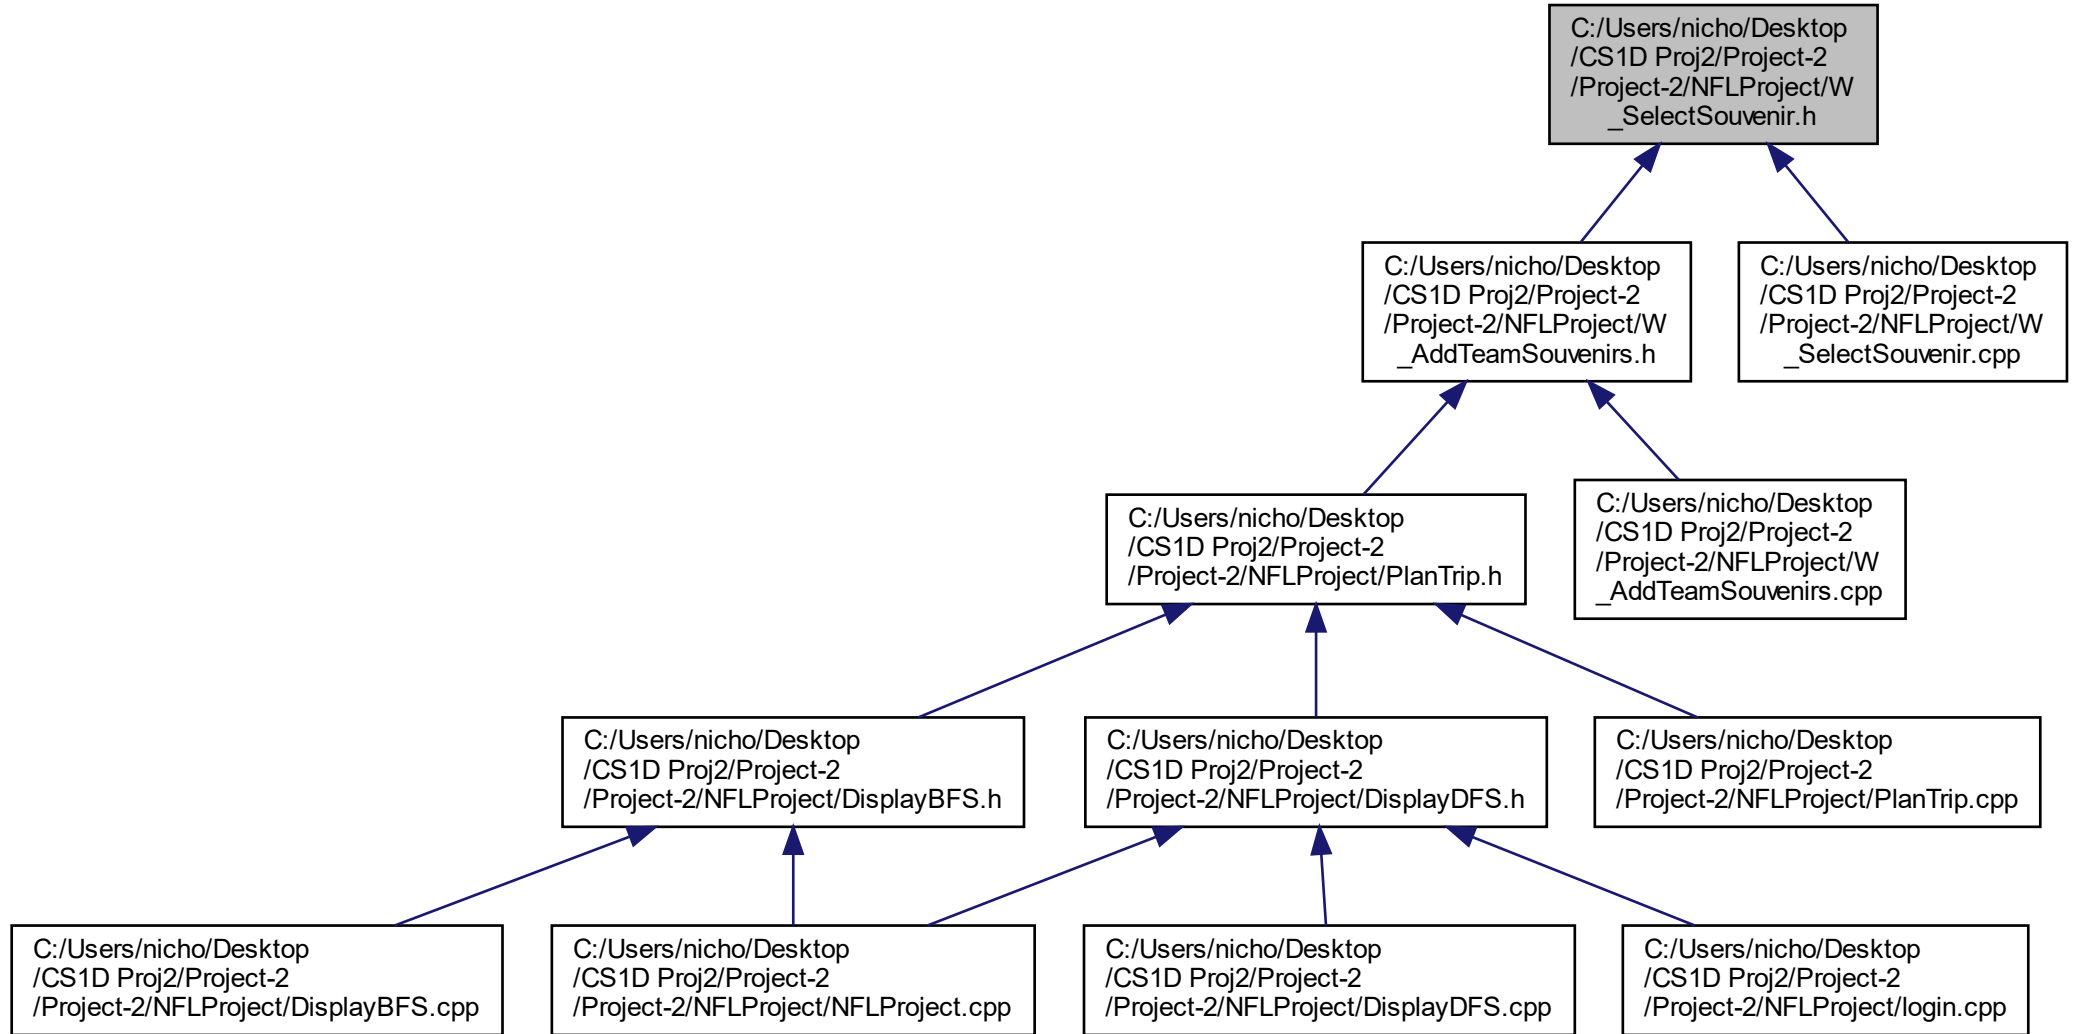 C:/Users/nicho/Desktop
/CS1D Proj2/Project-2
/Project-2/NFLProject/W
_SelectSouvenir.h
C:/Users/nicho/Desktop
/CS1D Proj2/Project-2
/Project-2/NFLProject/W
_AddTeamSouvenirs.h
C:/Users/nicho/Desktop
/CS1D Proj2/Project-2
/Project-2/NFLProject/W
_SelectSouvenir.cpp
C:/Users/nicho/Desktop
/CS1D Proj2/Project-2
/Project-2/NFLProject/PlanTrip.h
C:/Users/nicho/Desktop
/CS1D Proj2/Project-2
/Project-2/NFLProject/W
_AddTeamSouvenirs.cpp
C:/Users/nicho/Desktop
/CS1D Proj2/Project-2
/Project-2/NFLProject/DisplayBFS.h
C:/Users/nicho/Desktop
/CS1D Proj2/Project-2
/Project-2/NFLProject/DisplayDFS.h
C:/Users/nicho/Desktop
/CS1D Proj2/Project-2
/Project-2/NFLProject/PlanTrip.cpp
C:/Users/nicho/Desktop
/CS1D Proj2/Project-2
/Project-2/NFLProject/DisplayBFS.cpp
C:/Users/nicho/Desktop
/CS1D Proj2/Project-2
/Project-2/NFLProject/NFLProject.cpp
C:/Users/nicho/Desktop
/CS1D Proj2/Project-2
/Project-2/NFLProject/DisplayDFS.cpp
C:/Users/nicho/Desktop
/CS1D Proj2/Project-2
/Project-2/NFLProject/login.cpp